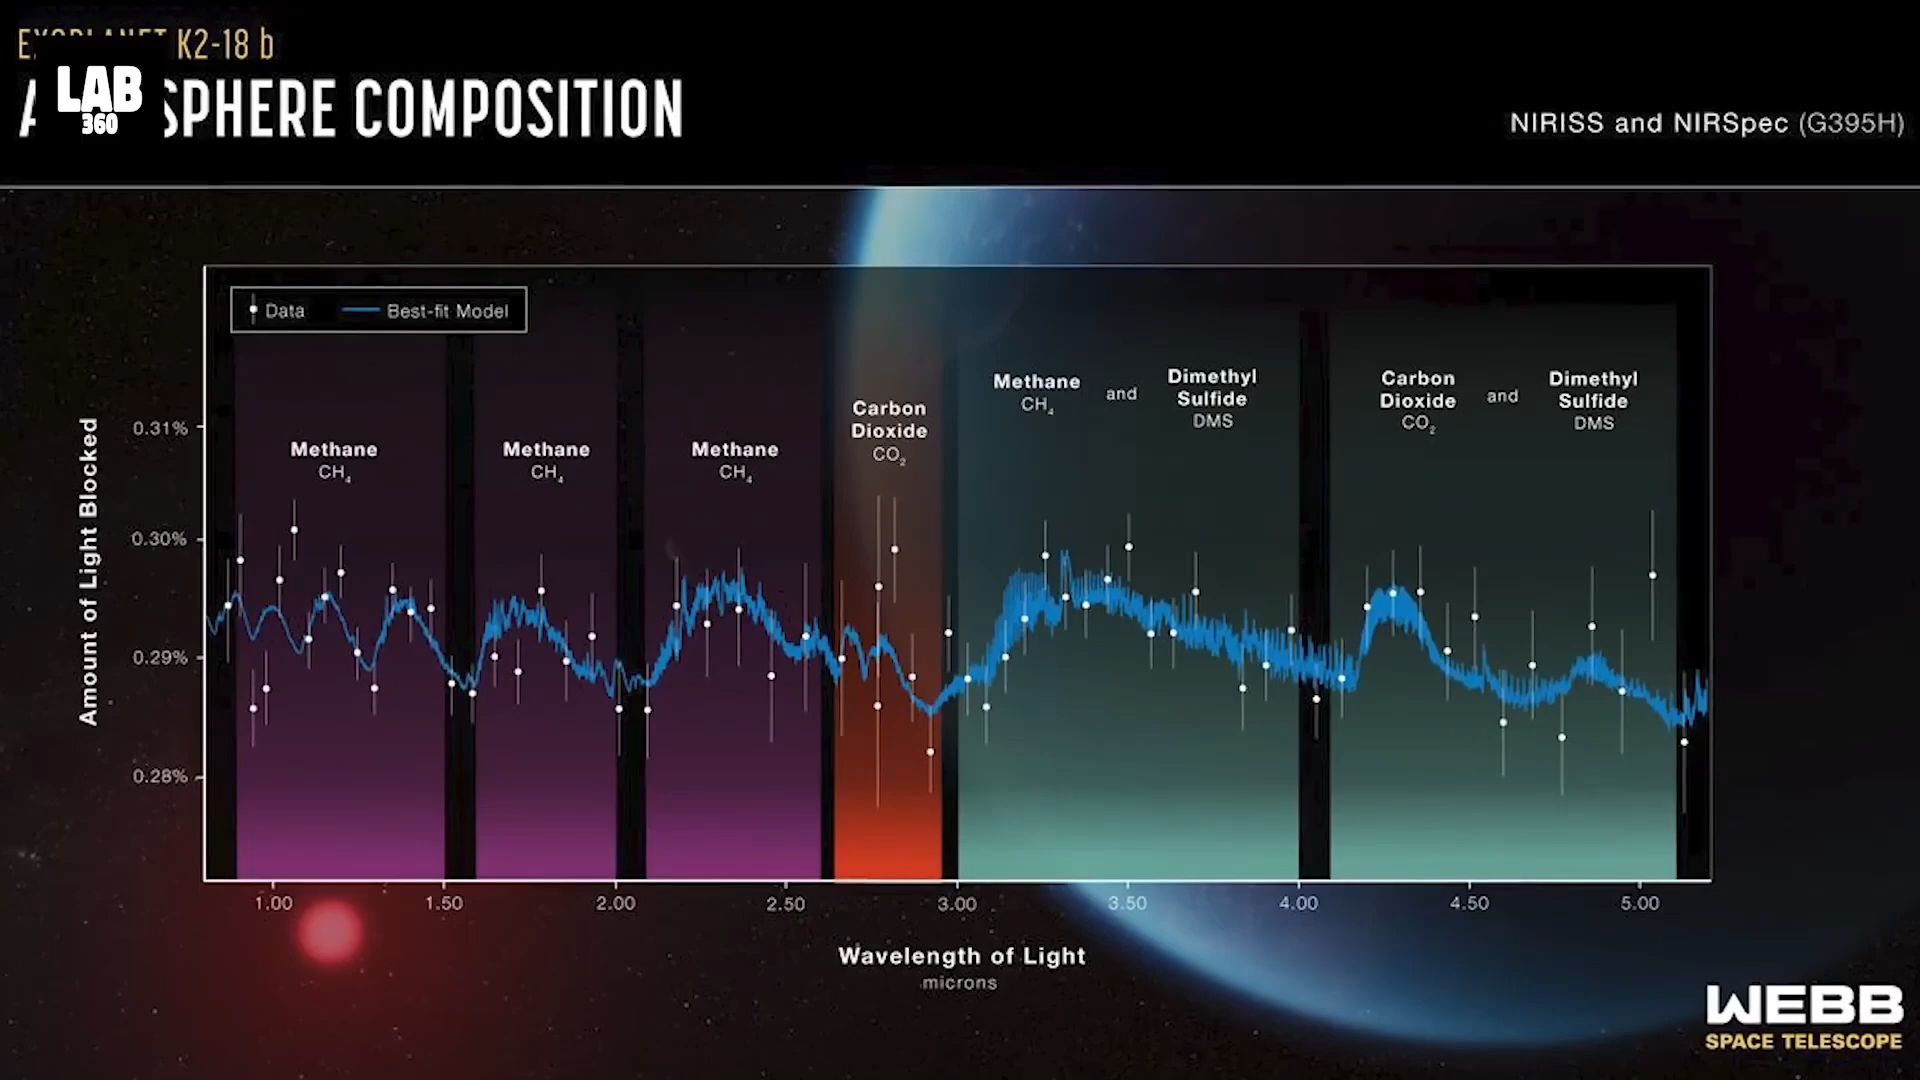 K2-18 b
LAB
360
COMPOSITION
NIRISS and NIRSpec (G395H)
Data
Best-fit Model
Methane
CH₄
Methane
CH₄
Methane
CH₄
Carbon
Dioxide
CO₂
Methane
CH₄
and
Dimethyl
Sulfide
DMS
Carbon
Dioxide
CO₂
and
Dimethyl
Sulfide
DMS
Amount of Light Blocked
0.31%
0.30%
0.29%
0.28%
1.00
1.50
2.00
2.50
3.00
3.50
4.00
4.50
5.00
Wavelength of Light
microns
WEBB
SPACE TELESCOPE